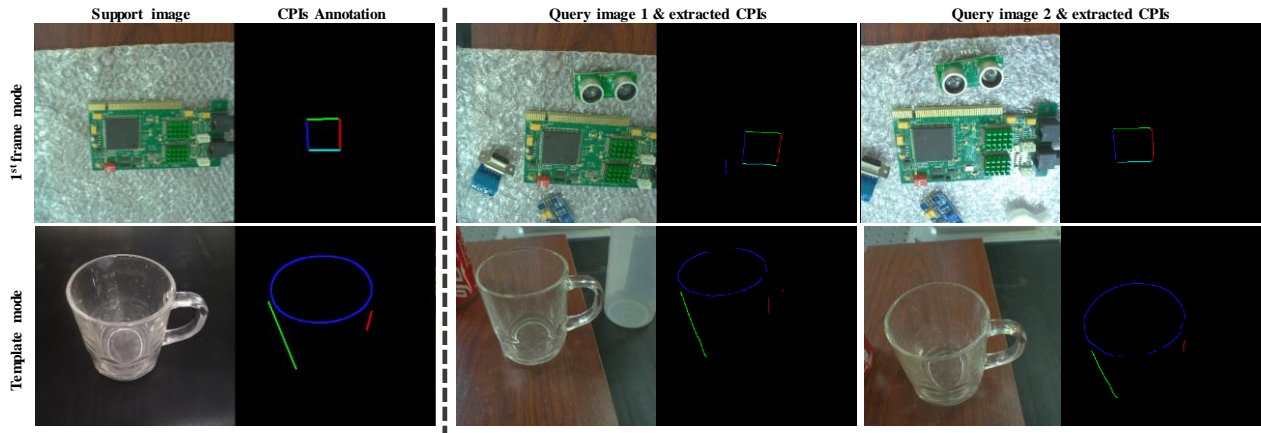 Support image
CPIs Annotation
Query image 1 & extracted CPIs
Query image 2 & extracted CPIs
1st frame mode
Template mode